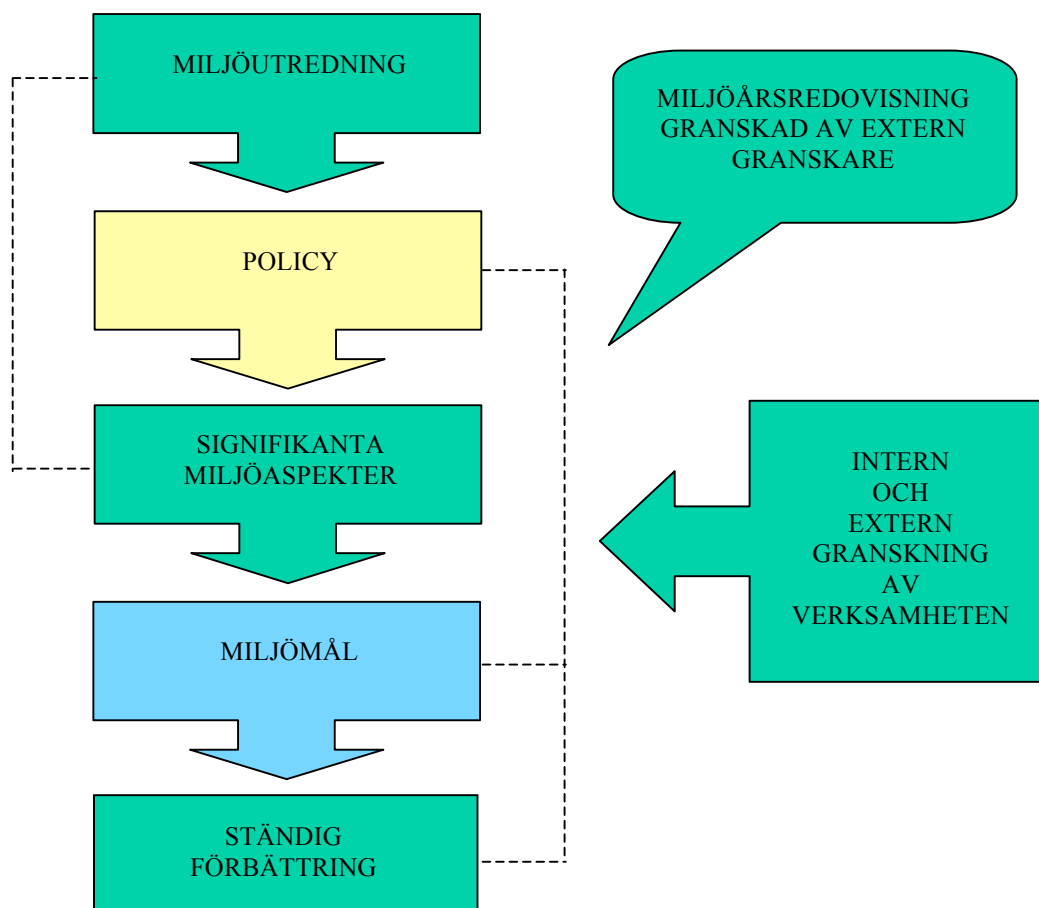 MILJÖUTREDNING
POLICY
SIGNIFIKANTA
MILJÖASPEKTER
MILJÖMÅL
STÄNDIG
FÖRBÄTTRING
MILJÖÅRSREDOVISNING
GRANSKAD AV EXTERN
GRANSKARE
INTERN
OCH
EXTERN
GRANSKNING
AV
VERKSAMHETEN